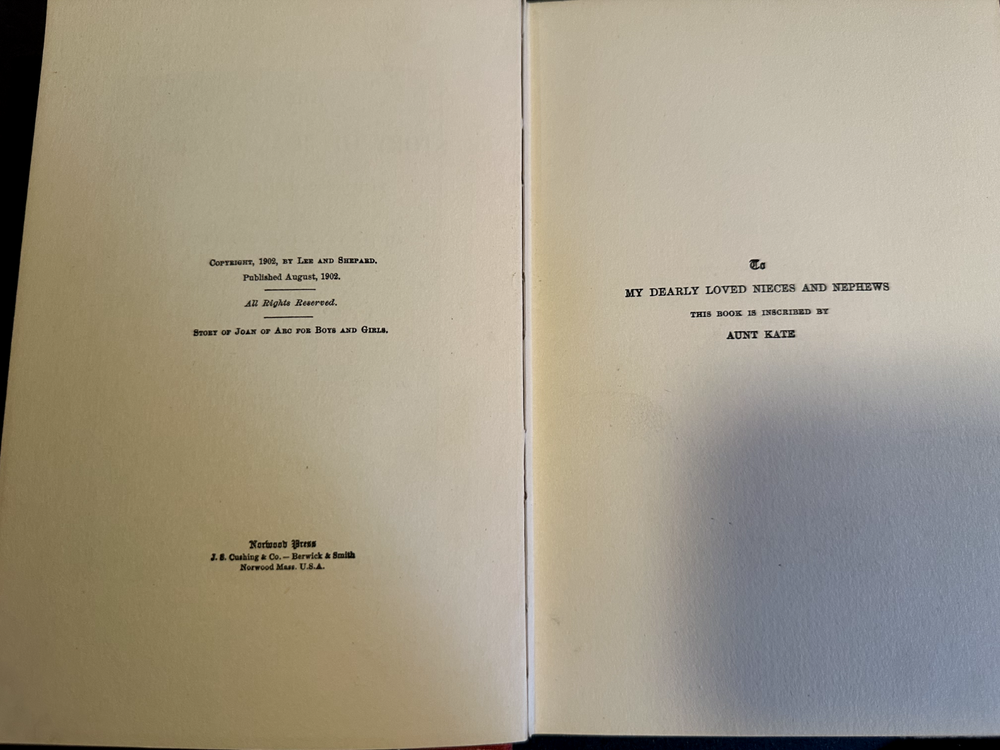 Copyright, 1902, by Lee and Shepard.
Published August, 1902.
All Rights Reserved.
Story of Joan of Arc for Boys and Girls.
Norwood Press
J. S. Cushing & Co. — Berwick & Smith
Norwood Mass. U.S.A.
To
MY DEARLY LOVED NIECES AND NEPHEWS
THIS BOOK IS INSCRIBED BY
AUNT KATE